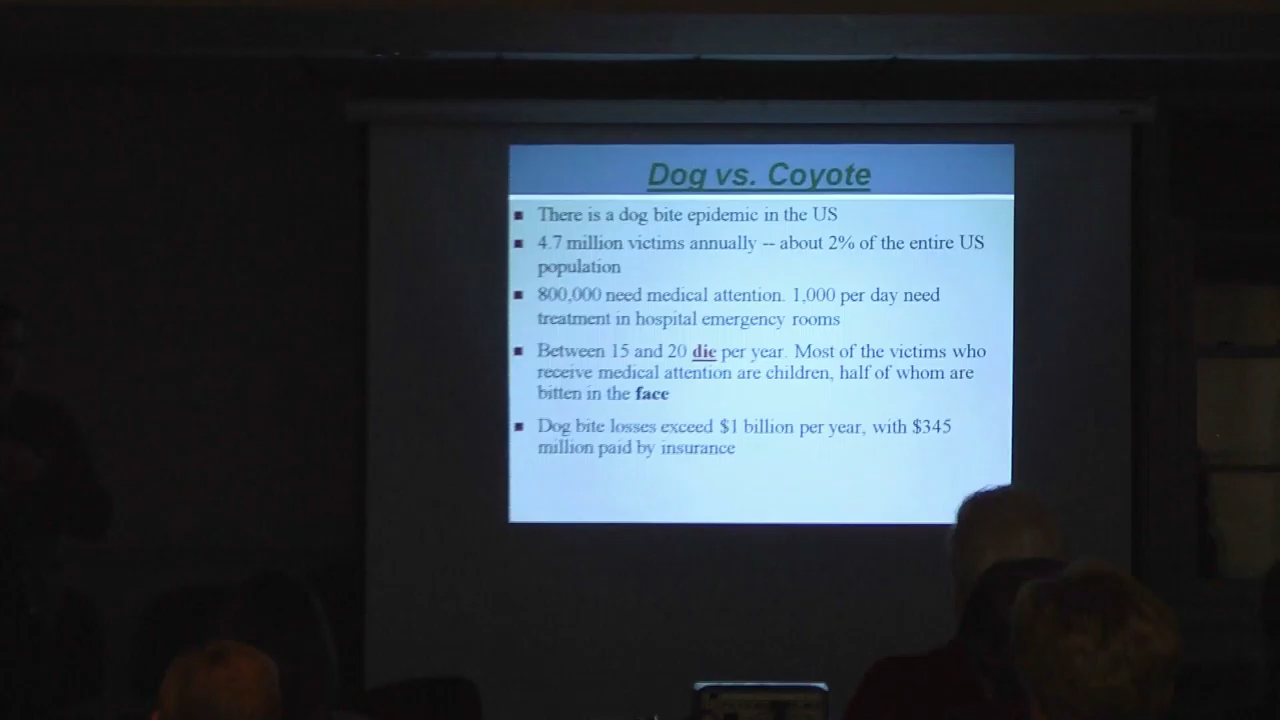 Dog vs. Coyote
There is a dog bite epidemic in the US
4.7 million victims annually -- about 2% of the entire US
population
800,000 need medical attention. 1,000 per day need
treatment in hospital emergency rooms
Between 15 and 20 die per year. Most of the victims who
receive medical attention are children, half of whom are
bitten in the face
Dog bite losses exceed $1 billion per year, with $345
million paid by insurance